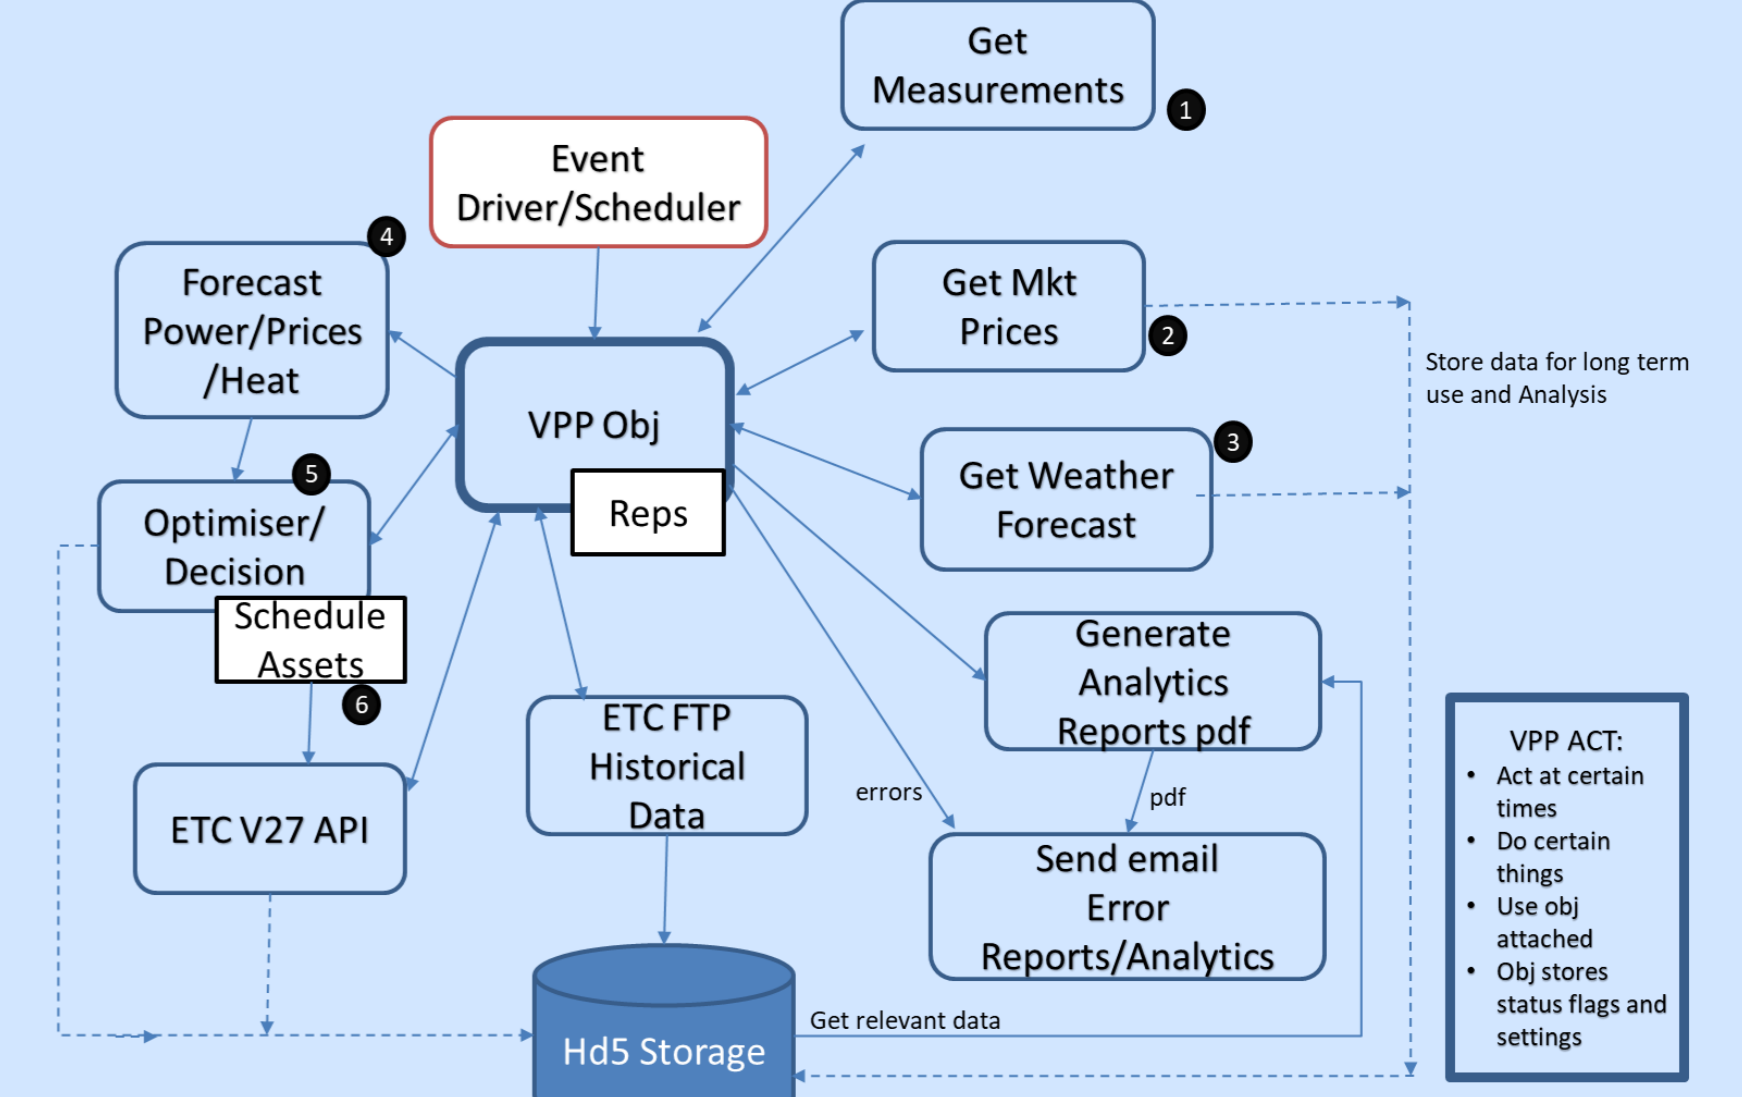 Get
Measurements
1
Event
Driver/Scheduler
4
Forecast
Power/Prices
/Heat
Get Mkt
Prices
2
Store data for long term
use and Analysis
VPP Obj
Reps
3
Get Weather
Forecast
5
Optimiser/
Decision
Schedule
Assets
6
ETC V27 API
ETC FTP
Historical
Data
Generate
Analytics
Reports pdf
errors
pdf
Send email
Error
Reports/Analytics
Get relevant data
Hd5 Storage
VPP ACT:
• Act at certain
times
• Do certain
things
• Use obj
attached
• Obj stores
status flags and
settings